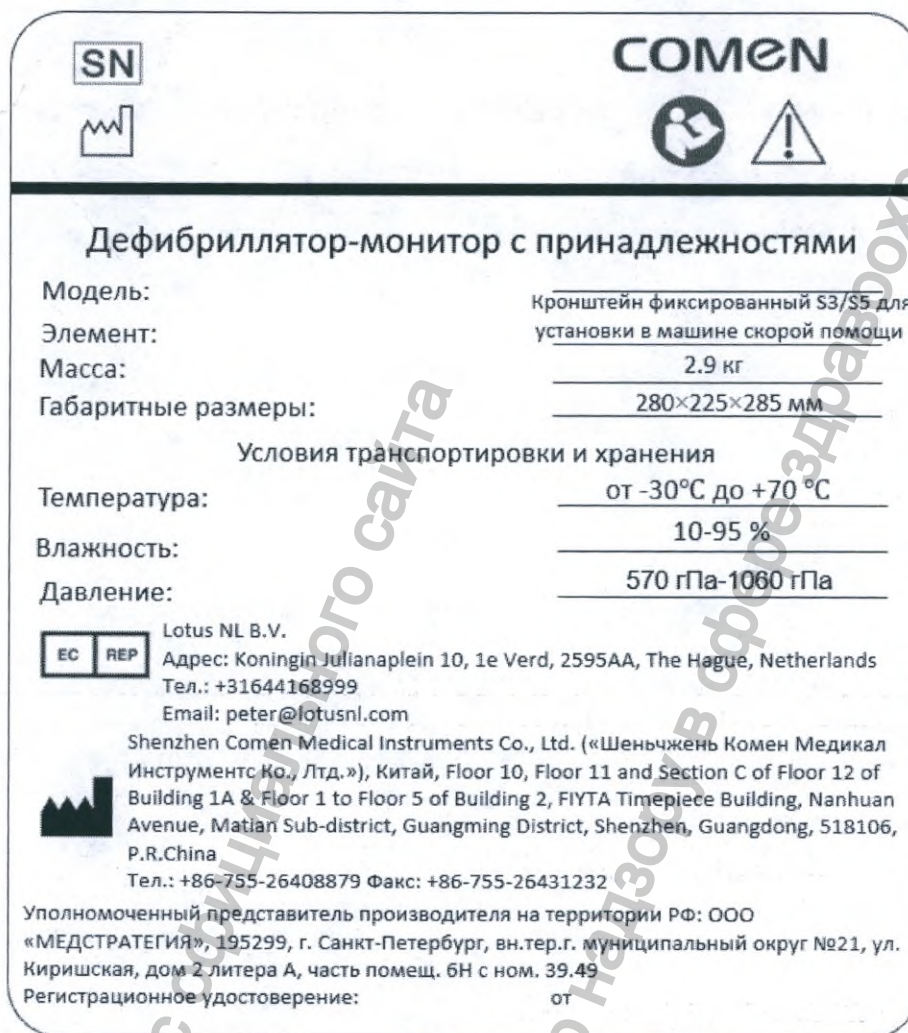 SN
COMEN
Дефибриллятор-монитор с принадлежностями
Модель:
Элемент: Кронштейн фиксированный S3/S5 для
установки в машине скорой помощи
Масса: 2.9 кг
Габаритные размеры: 280×225×285 мм
Условия транспортировки и хранения
Температура: от -30°C до +70 °C
Влажность: 10-95 %
Давление: 570 гПа-1060 гПа
EC REP
Lotus NL B.V.
Адрес: Koningin Julianaplein 10, 1e Verd, 2595AA, The Hague, Netherlands
Тел.: +31644168999
Email: peter@lotusnl.com
Shenzhen Comen Medical Instruments Co., Ltd. («Шеньчжень Комен Медикал
Инструментс Ко., Лтд.»), Китай, Floor 10, Floor 11 and Section C of Floor 12 of
Building 1A & Floor 1 to Floor 5 of Building 2, FIYTA Timepiece Building, Nanhuan
Avenue, Matian Sub-district, Guangming District, Shenzhen, Guangdong, 518106,
P.R.China
Тел.: +86-755-26408879 Факс: +86-755-26431232
Уполномоченный представитель производителя на территории РФ: ООО
«МЕДСТРАТЕГИЯ», 195299, г. Санкт-Петербург, вн.тер.г. муниципальный округ №21, ул.
Киришская, дом 2 литера А, часть помещ. 6Н с ном. 39.49
Регистрационное удостоверение: от
с официального сайта
надзору в сфере